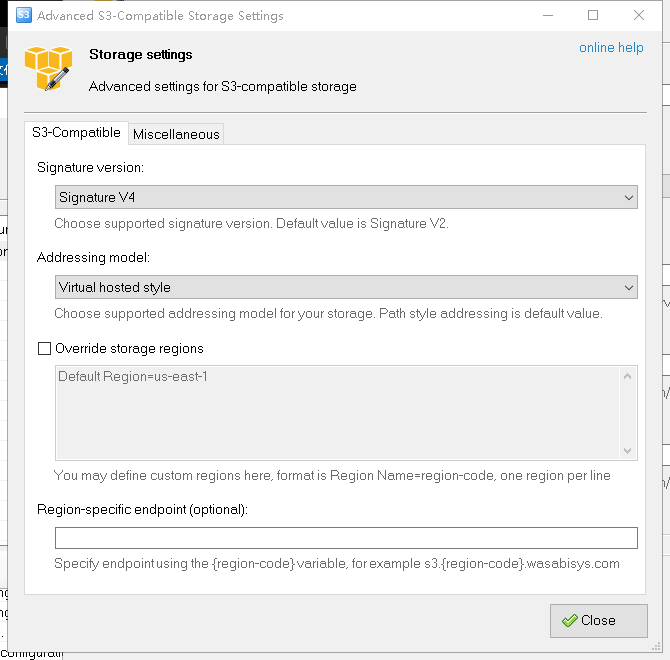 S3 Advanced S3-Compatible Storage Settings
Storage settings
online help
Advanced settings for S3-compatible storage
S3-Compatible Miscellaneous
Signature version:
Signature V4
Choose supported signature version. Default value is Signature V2.
Addressing model:
Virtual hosted style
Choose supported addressing model for your storage. Path style addressing is default value.
Override storage regions
Default Region=us-east-1
You may define custom regions here, format is Region Name=region-code, one region per line
Region-specific endpoint (optional):
Specify endpoint using the {region-code} variable, for example s3.{region-code}.wasabisys.com
Close